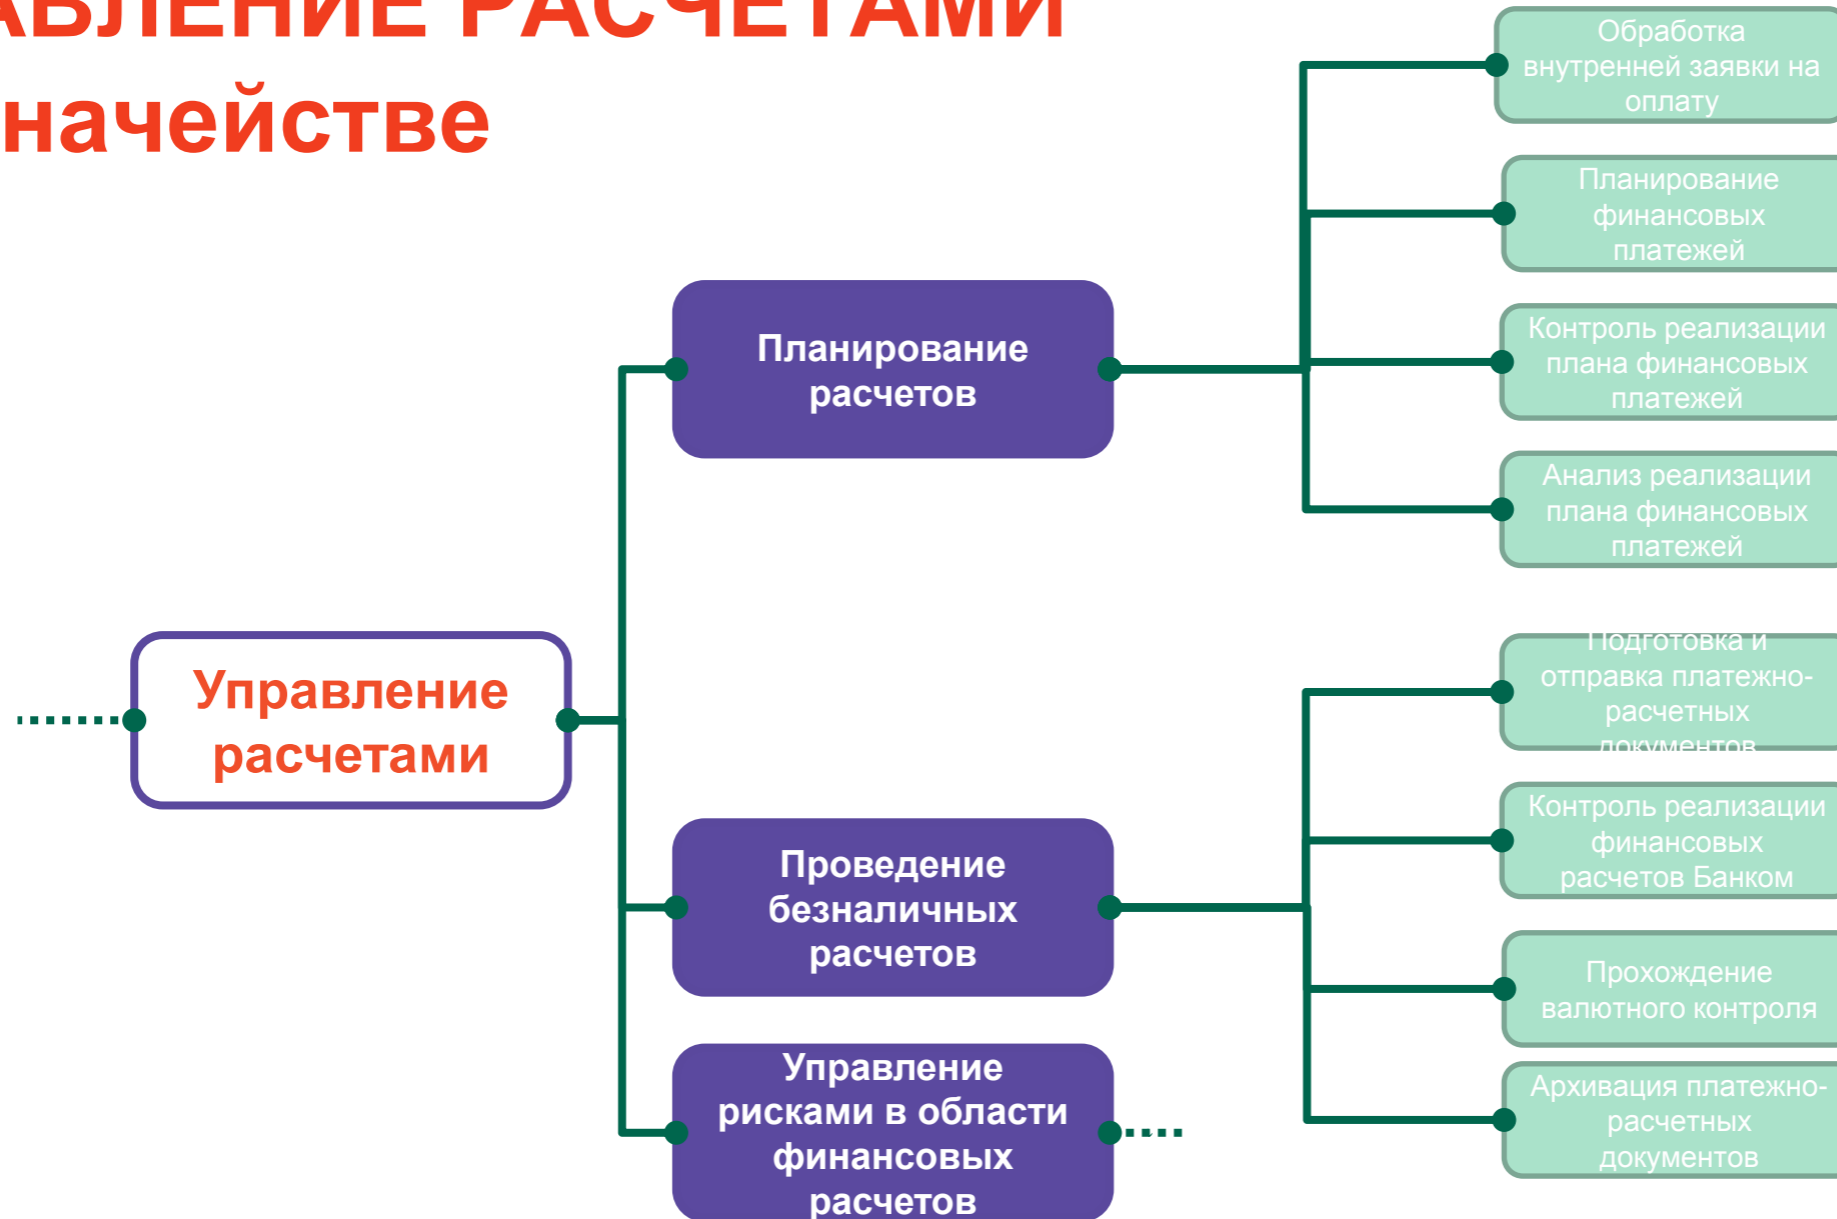 АВЛЕНИЕ РАСЧЕТАМИ
начействе
Обработка
внутренней заявки на
оплату
Планирование
финансовых
платежей
Контроль реализации
плана финансовых
платежей
Анализ реализации
плана финансовых
платежей
Планирование
расчетов
Управление
расчетами
Подготовка и
отправка платежно-
расчетных
документов
Контроль реализации
финансовых
расчетов Банком
Прохождение
валютного контроля
Архивация платежно-
расчетных
документов
Проведение
безналичных
расчетов
Управление
рисками в области
финансовых
расчетов